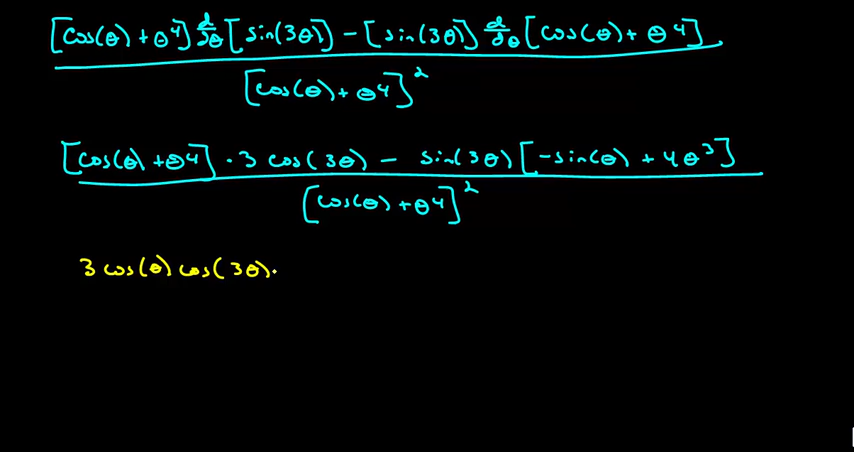 [cos(θ) + θ⁴] d/dθ [sin(3θ)] − [sin(3θ)] d/dθ [cos(θ) + θ⁴]
[cos(θ) + θ⁴]²
[cos(θ) + θ⁴] · 3 cos(3θ) − sin(3θ) [−sin(θ) + 4θ³]
[cos(θ) + θ⁴]²
3 cos(θ) cos(3θ)